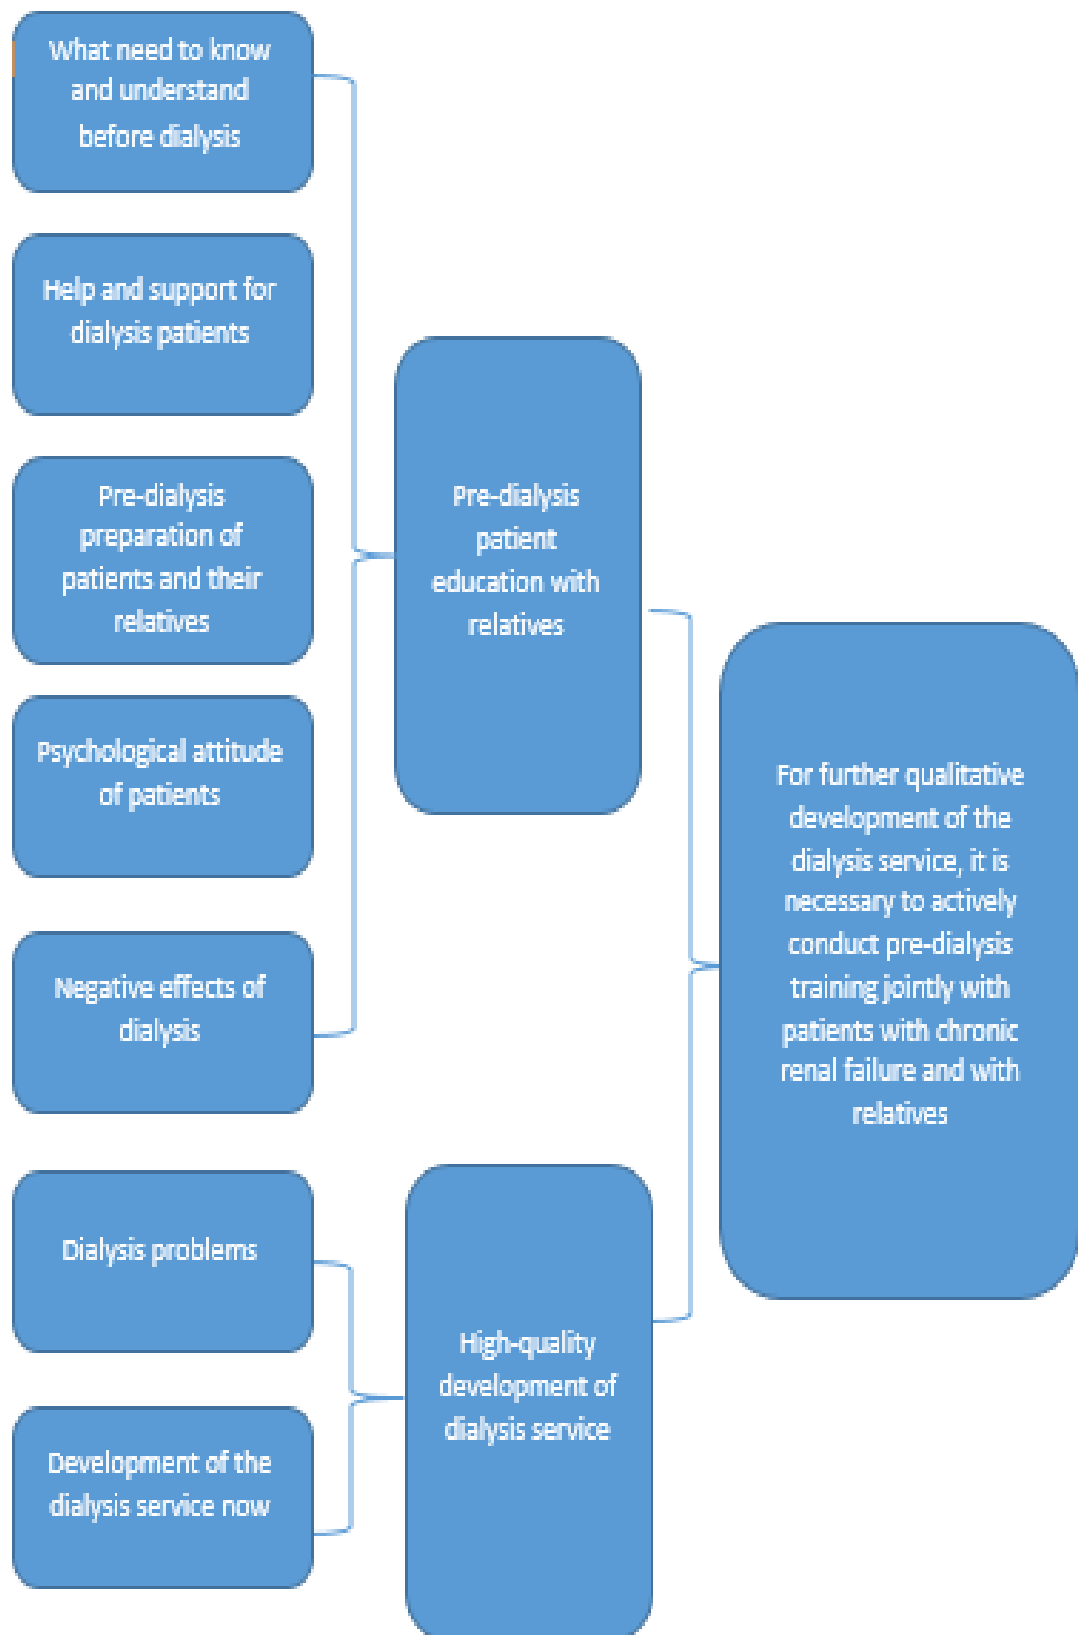 What need to know
and understand
before dialysis
Help and support for
dialysis patients
Pre-dialysis
preparation of
patients and their
relatives
Psychological attitude
of patients
Negative effects of
dialysis
Dialysis problems
Development of the
dialysis service now
Pre-dialysis
patient
education with
relatives
High-quality
development of
dialysis service
For further qualitative
development of the
dialysis service, it is
necessary to actively
conduct pre-dialysis
training jointly with
patients with chronic
renal failure and with
relatives